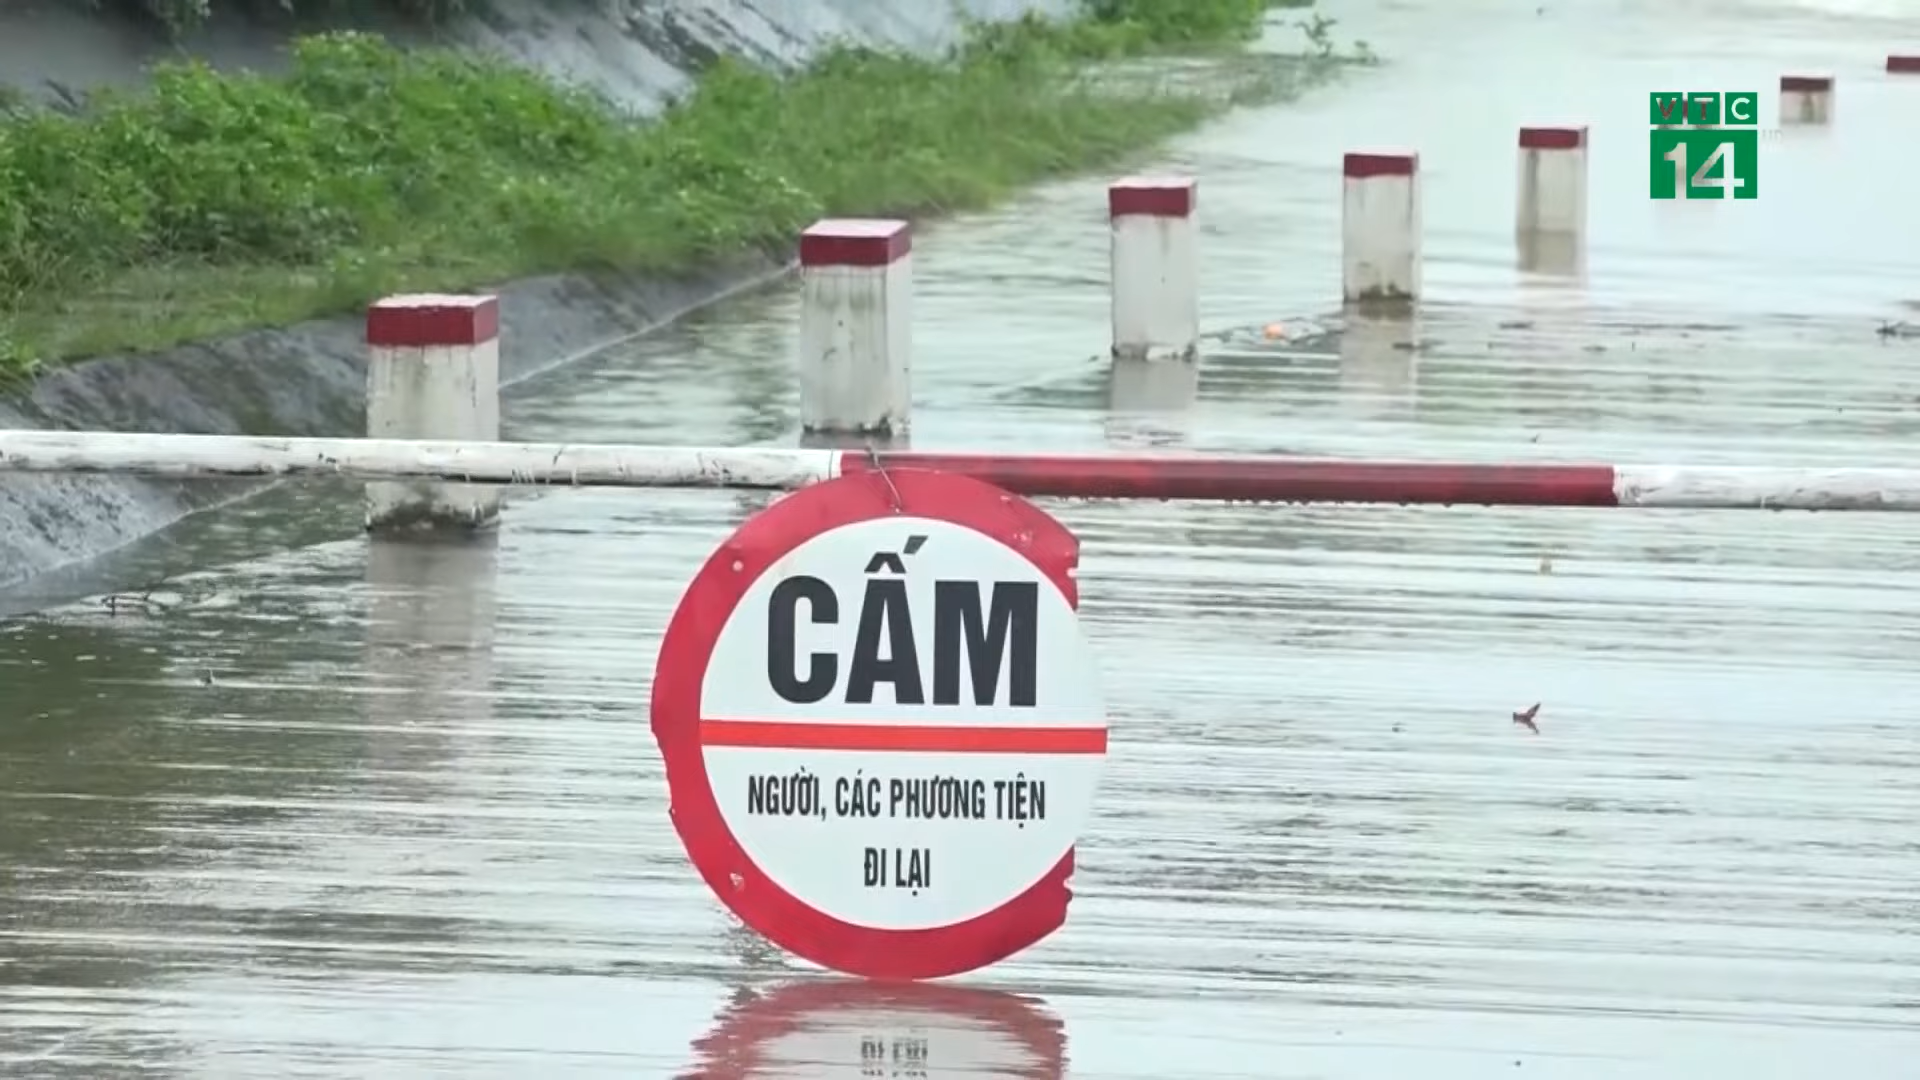 VTC
14
CẤM
NGƯỜI, CÁC PHƯƠNG TIỆN
ĐI LẠI